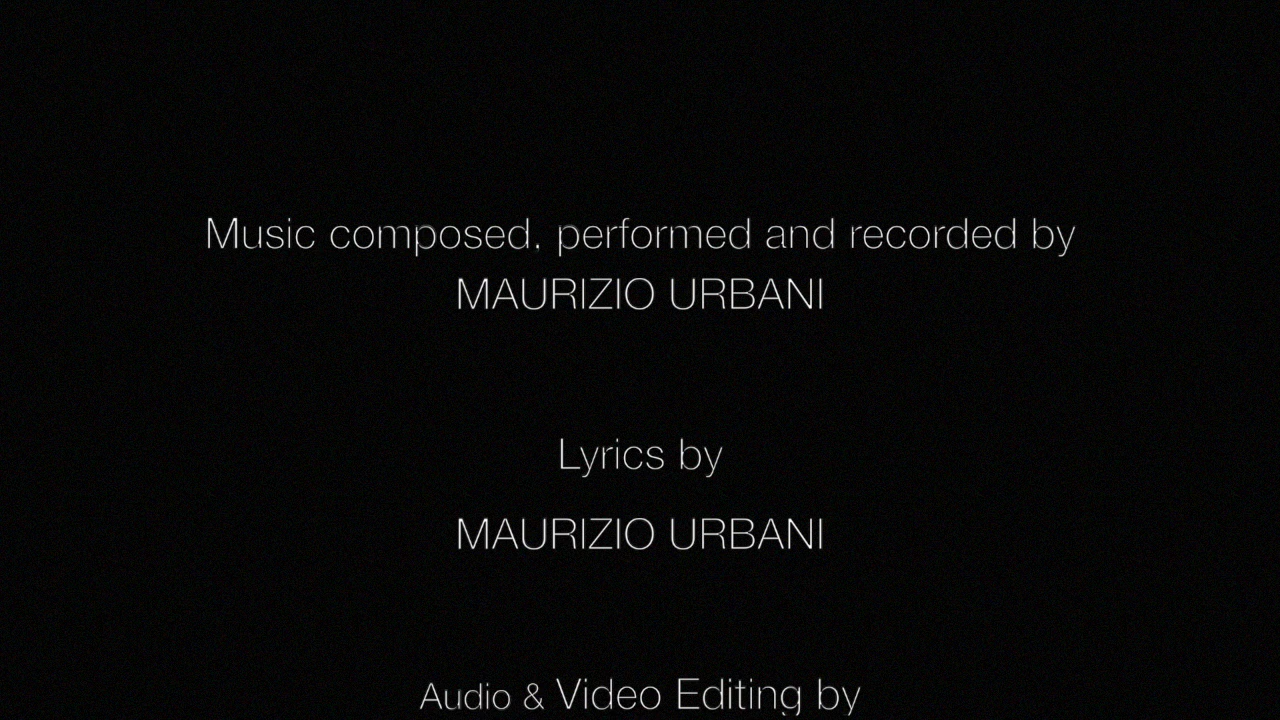 Music composed, performed and recorded by
MAURIZIO URBANI
Lyrics by
MAURIZIO URBANI
Audio & Video Editing by